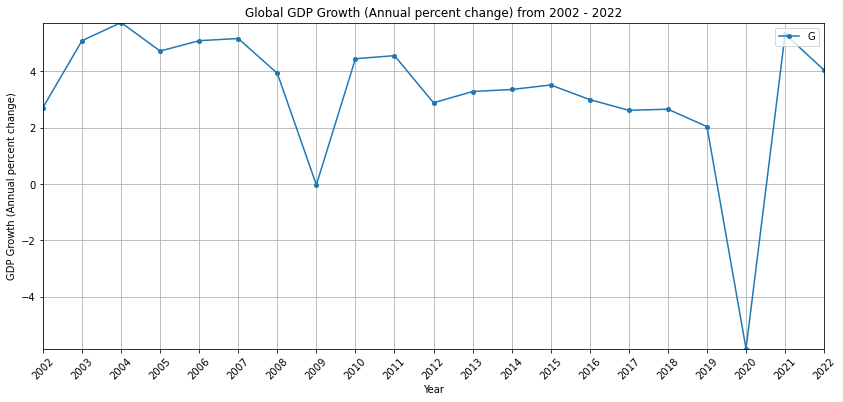 Global GDP Growth (Annual percent change) from 2002 - 2022
G
GDP Growth (Annual percent change)
4
2
0
−2
−4
2002 2003 2004 2005 2006 2007 2008 2009 2010 2011 2012 2013 2014 2015 2016 2017 2018 2019 2020 2021 2022
Year